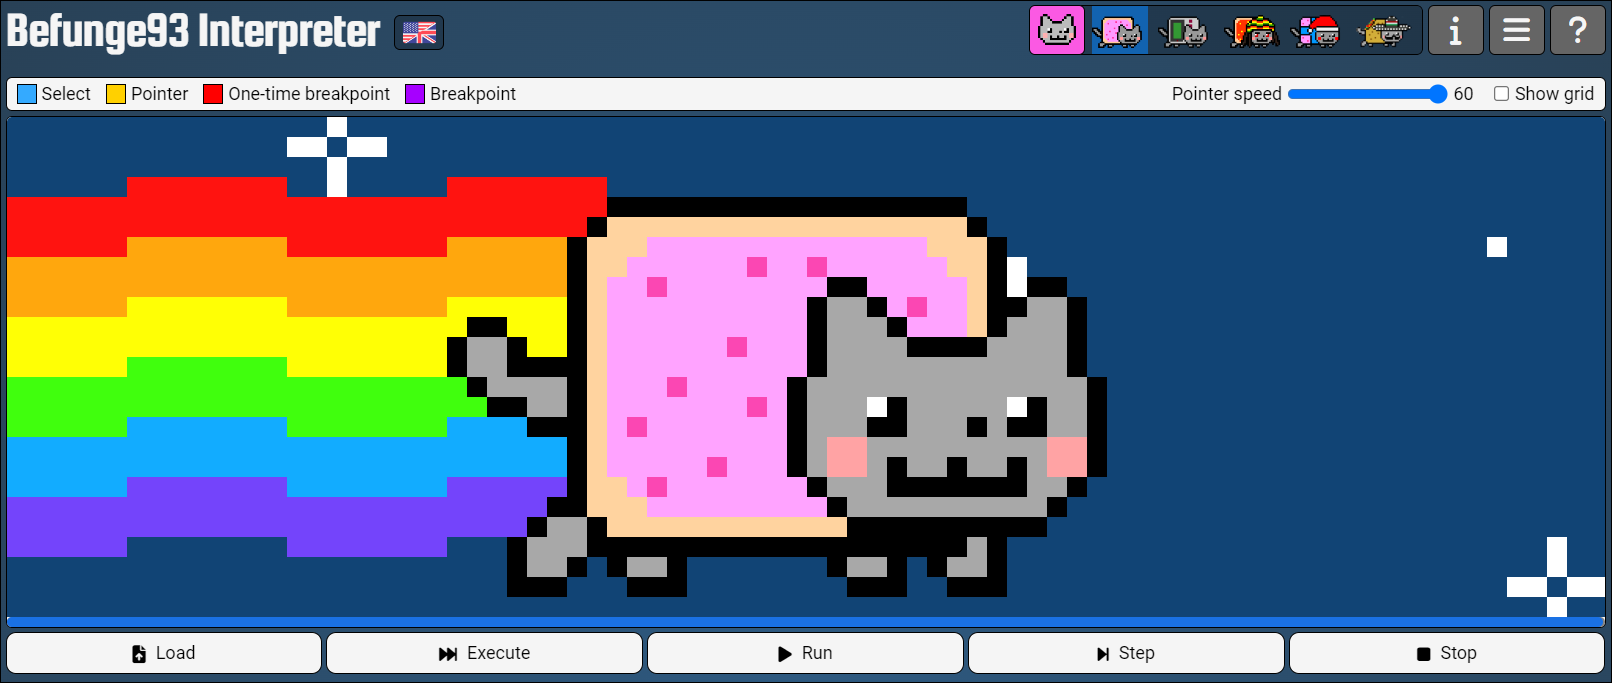 Befunge93 Interpreter
Select Pointer One-time breakpoint Breakpoint Pointer speed 60 Show grid
Load Execute Run Step Stop